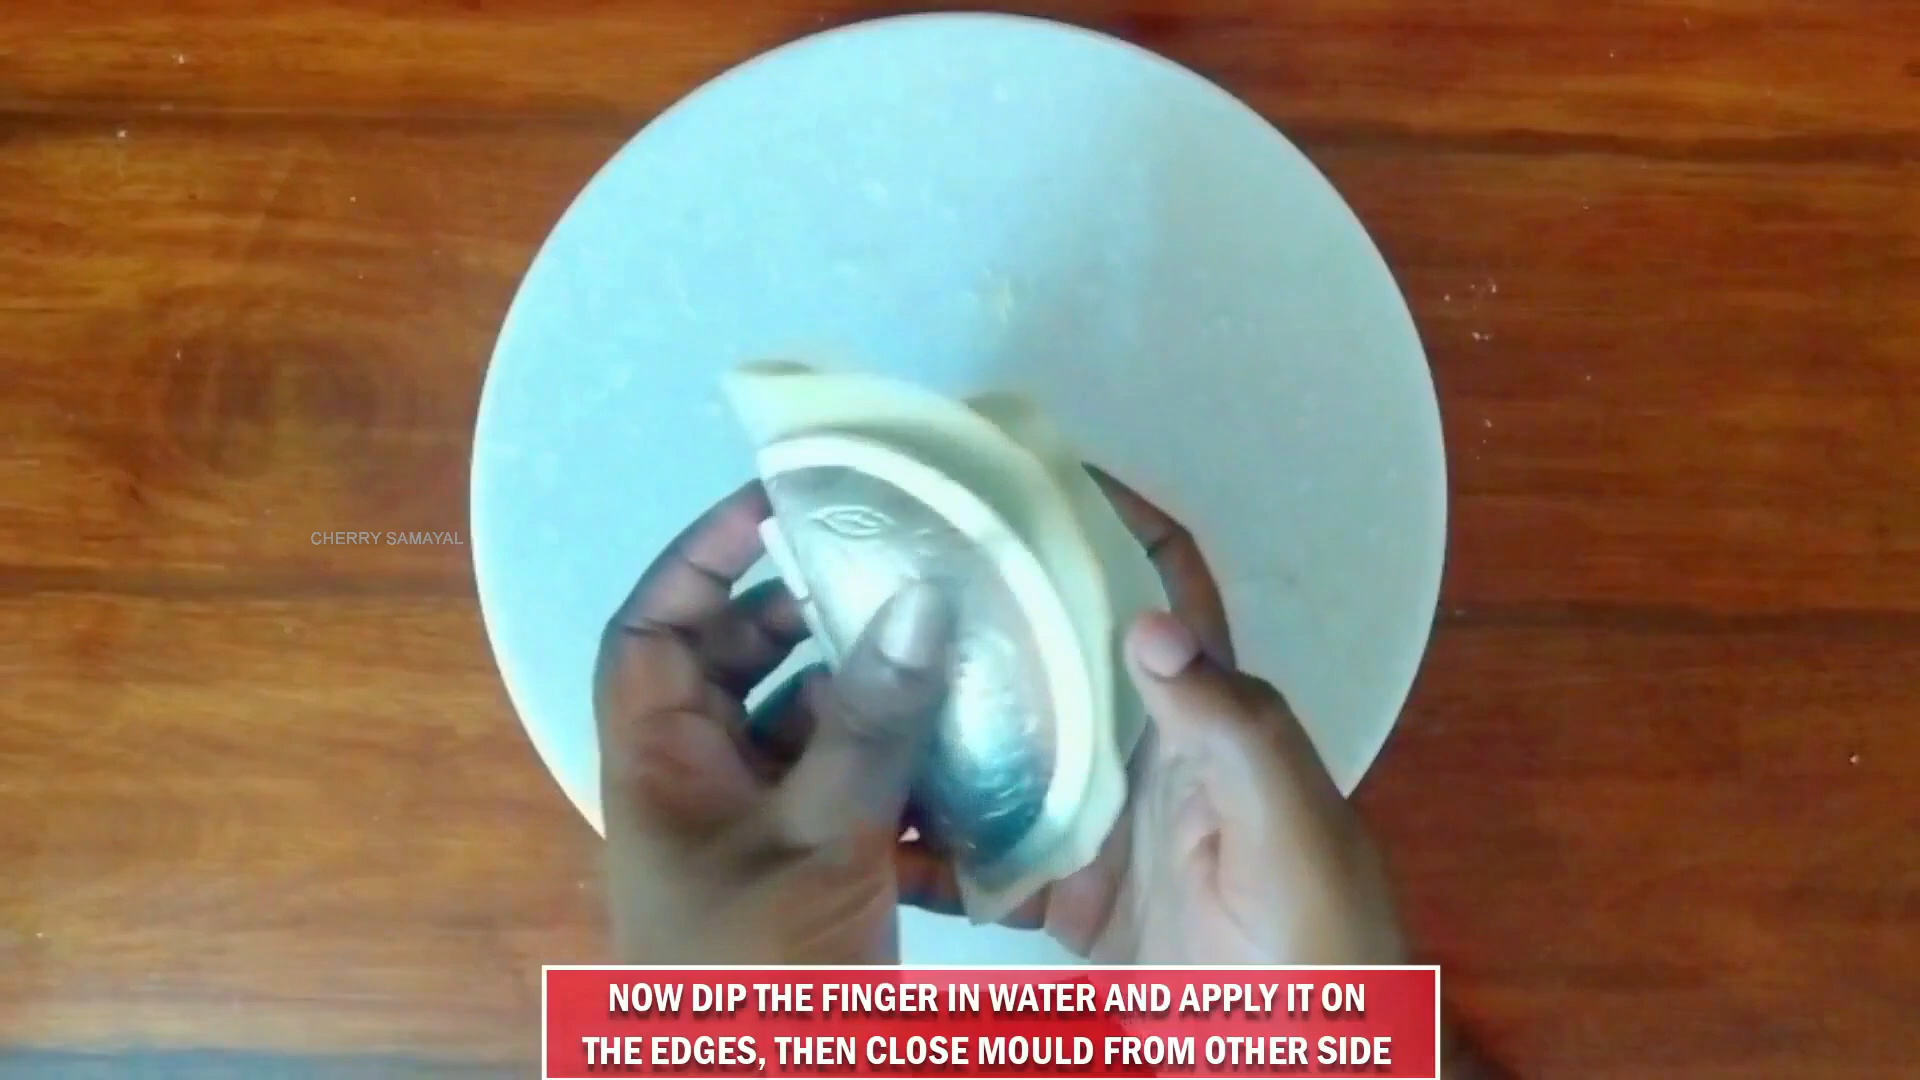 CHERRY SAMAYAL
NOW DIP THE FINGER IN WATER AND APPLY IT ON
THE EDGES, THEN CLOSE MOULD FROM OTHER SIDE